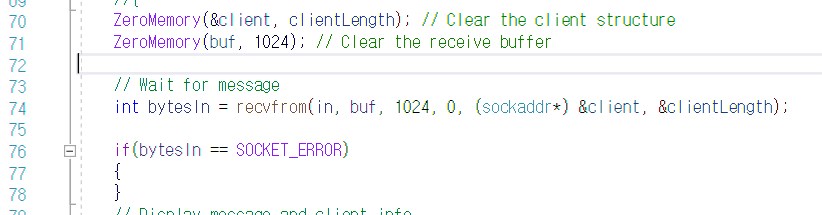 69 //{
70 ZeroMemory(&client, clientLength); // Clear the client structure
71 ZeroMemory(buf, 1024); // Clear the receive buffer
72
73 // Wait for message
74 int bytesIn = recvfrom(in, buf, 1024, 0, (sockaddr*) &client, &clientLength);
75
76 if(bytesIn == SOCKET_ERROR)
77 {
78 }
79 // Display message and client info